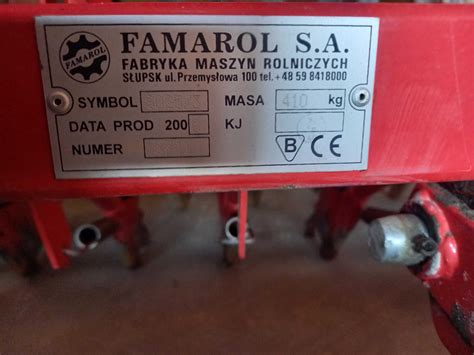 FAMAROL
FAMAROL S.A.
FABRYKA MASZYN ROLNICZYCH
SŁUPSK ul.Przemysłowa 100 tel.+48 59 8418000
SYMBOL MASA 410 kg
DATA PROD 200 KJ
NUMER B CE